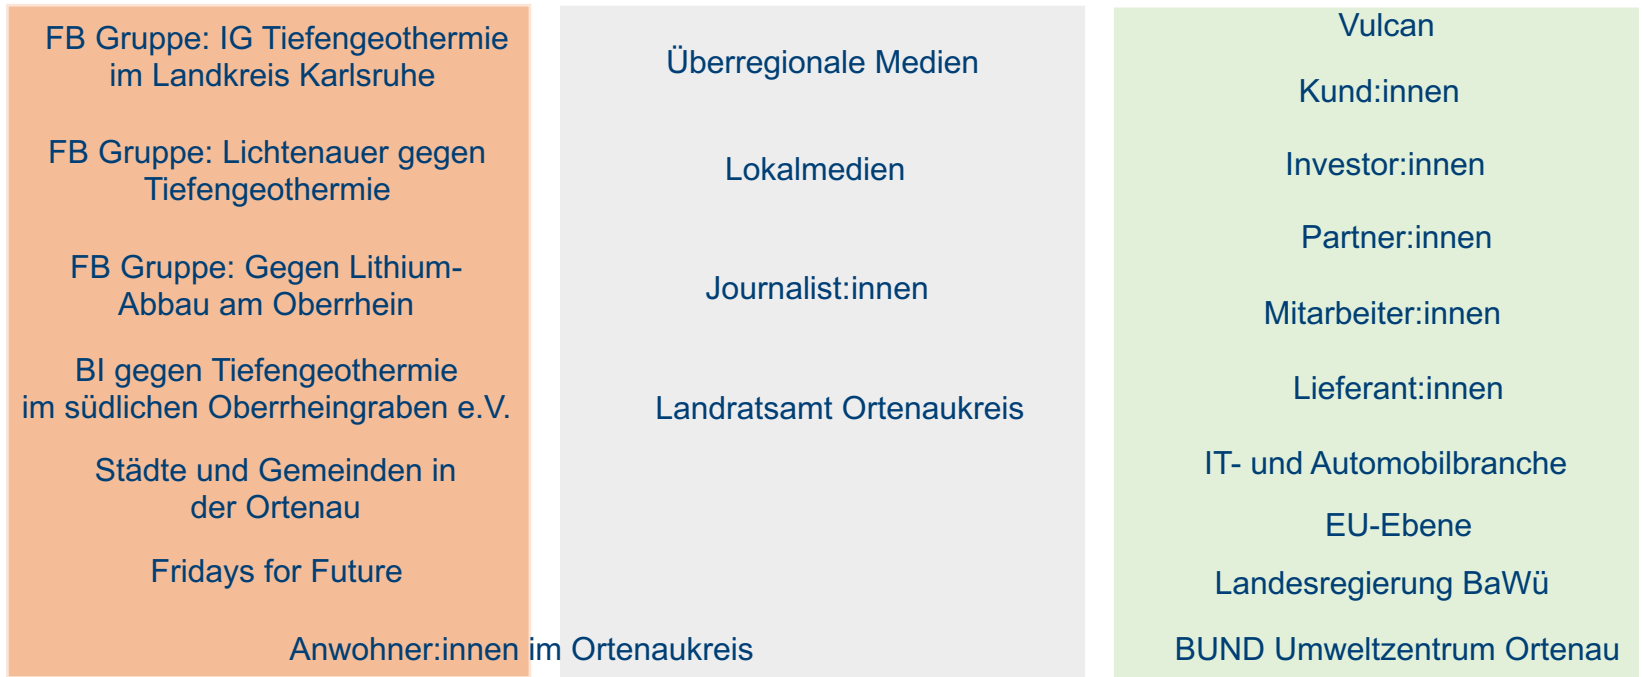 FB Gruppe: IG Tiefengeothermie
im Landkreis Karlsruhe
FB Gruppe: Lichtenauer gegen
Tiefengeothermie
FB Gruppe: Gegen Lithium-
Abbau am Oberrhein
BI gegen Tiefengeothermie
im südlichen Oberrheingraben e.V.
Städte und Gemeinden in
der Ortenau
Fridays for Future
Anwohner:innen im Ortenaukreis
Überregionale Medien
Lokalmedien
Journalist:innen
Landratsamt Ortenaukreis
Vulcan
Kund:innen
Investor:innen
Partner:innen
Mitarbeiter:innen
Lieferant:innen
IT- und Automobilbranche
EU-Ebene
Landesregierung BaWü
BUND Umweltzentrum Ortenau